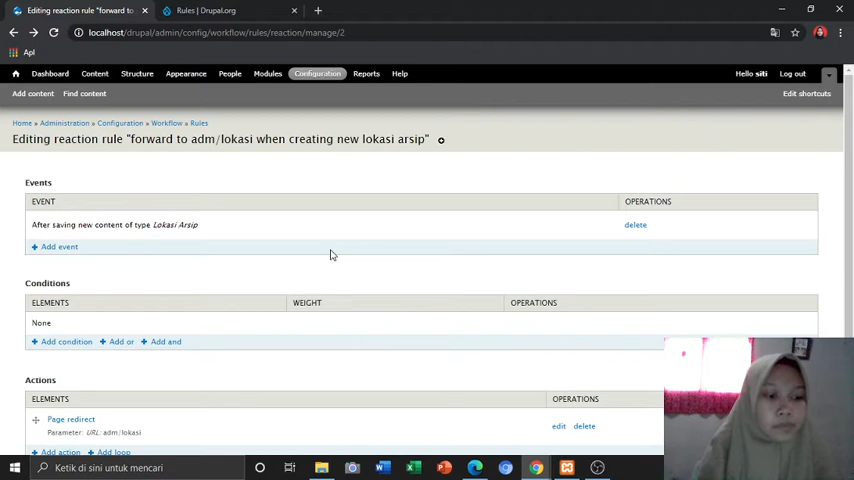 Editing reaction rule "forward to
Rules | Drupal.org
localhost/drupal/admin/config/workflow/rules/reaction/manage/2
Apl
Dashboard Content Structure Appearance People Modules Configuration Reports Help
Hello siti Log out
Add content Find content
Edit shortcuts
Home » Administration » Configuration » Workflow » Rules
Editing reaction rule "forward to adm/lokasi when creating new lokasi arsip"
Events
EVENT OPERATIONS
After saving new content of type Lokasi Arsip delete
Add event
Conditions
ELEMENTS WEIGHT OPERATIONS
None
Add condition Add or Add and
Actions
ELEMENTS OPERATIONS
Page redirect
edit delete
Parameter: URL: adm/lokasi
Add action Add loop
Ketik di sini untuk mencari